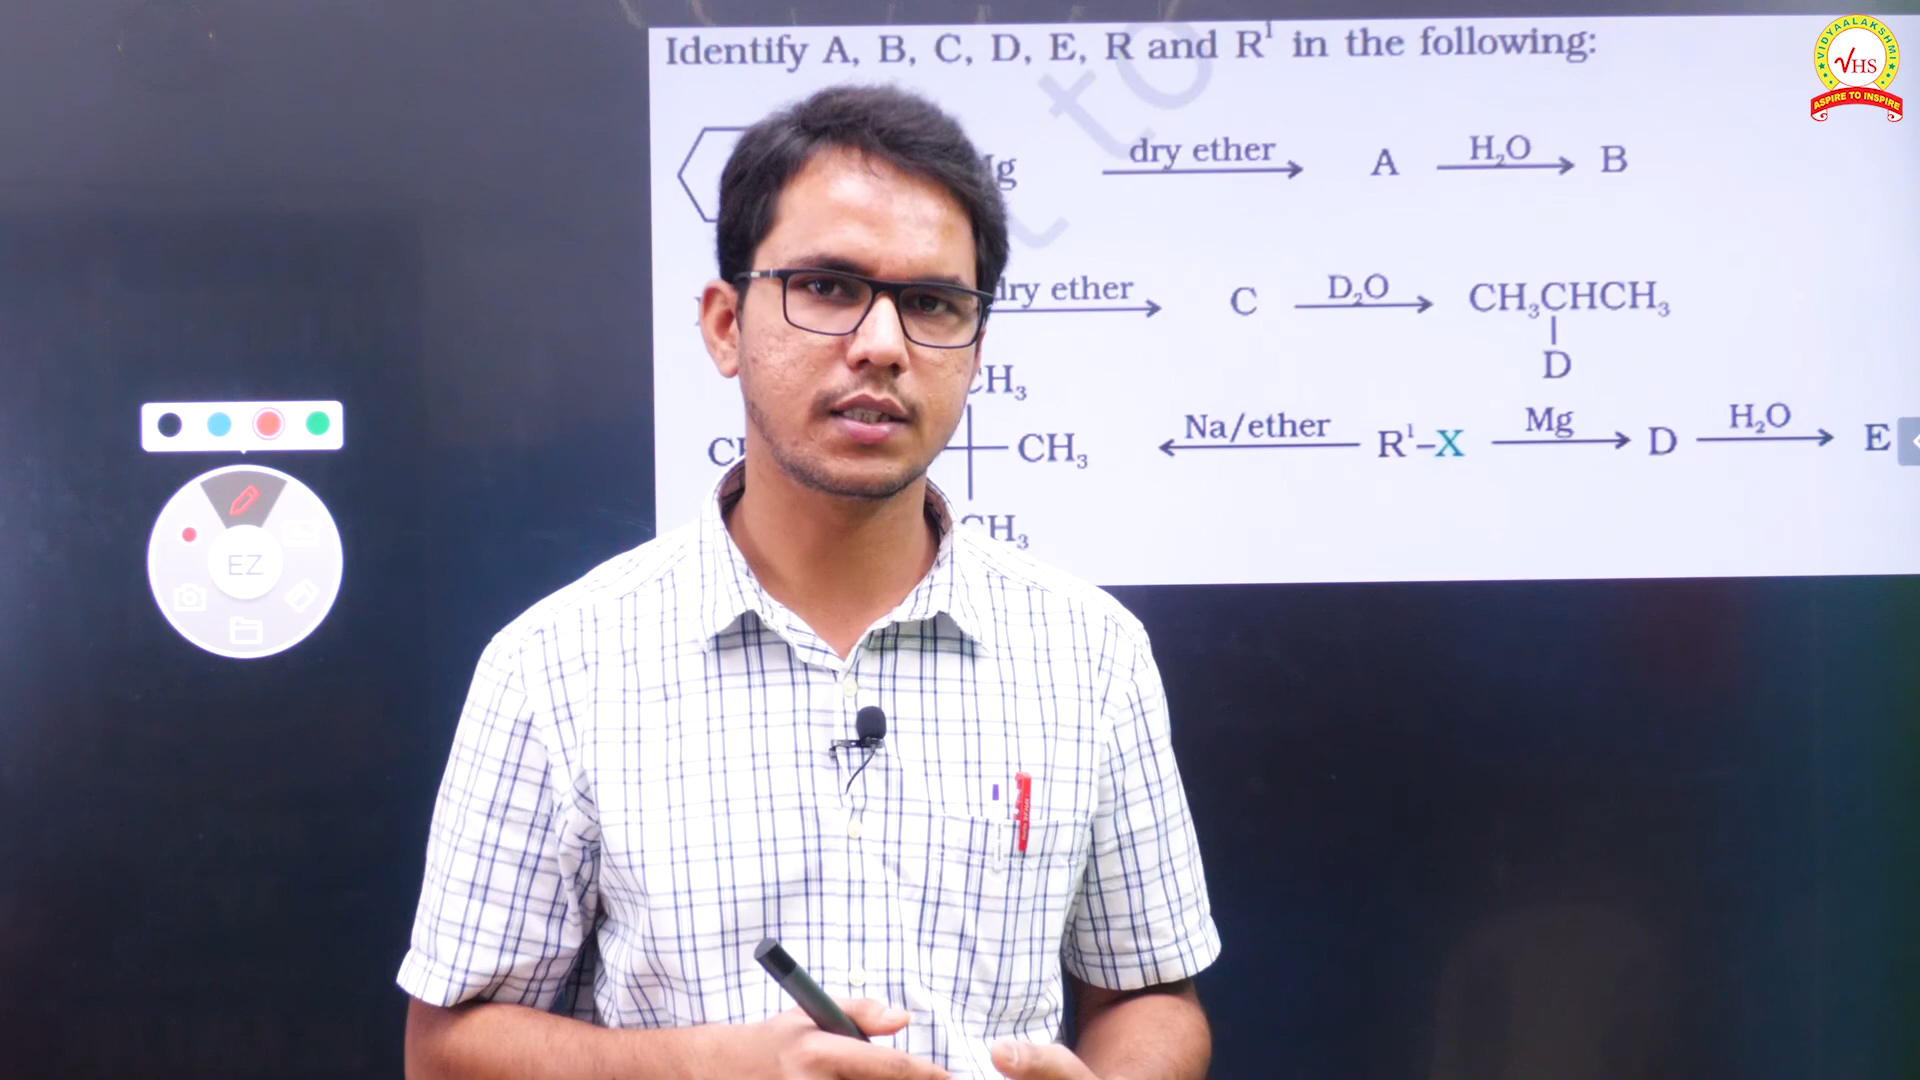 Identify A, B, C, D, E, R and R¹ in the following:
dry ether A H₂O B
dry ether C D₂O CH₃CHCH₃
D
CH₃
CH₃ Na/ether R¹–X Mg D H₂O E
CH₃
EZ
VIDYAALAKSHMI
VHS
ASPIRE TO INSPIRE